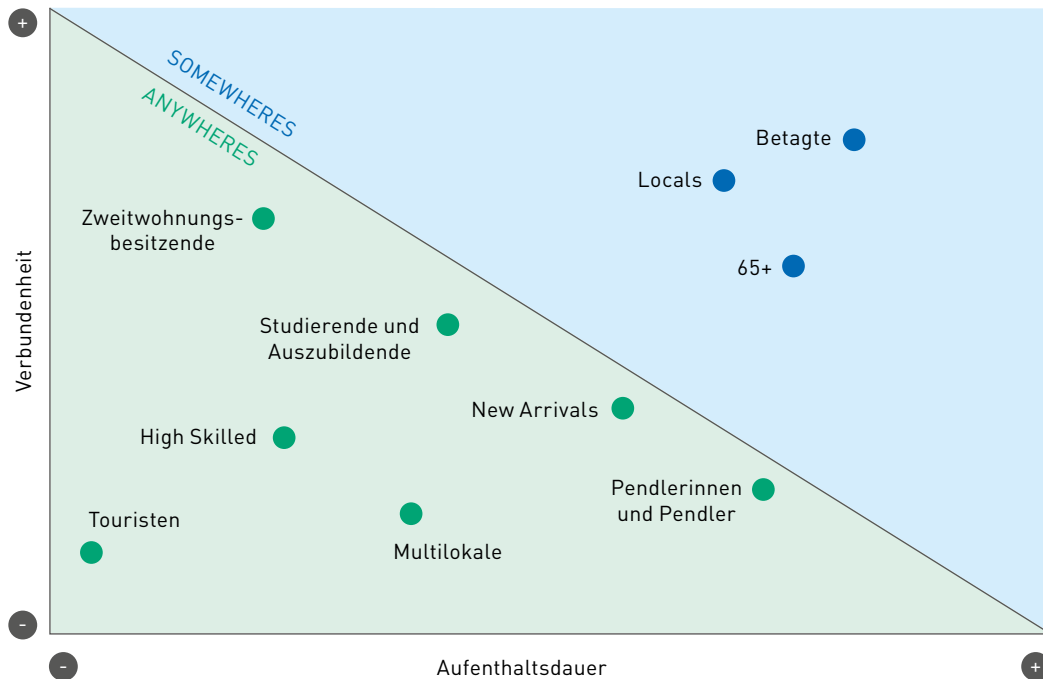 +
SOMEWHERES
ANYWHERES
Betagte
Locals
Zweitwohnungs-
besitzende
65+
Verbundenheit
Studierende und
Auszubildende
New Arrivals
High Skilled
Pendlerinnen
und Pendler
Touristen
Multilokale
-
-
Aufenthaltsdauer
+